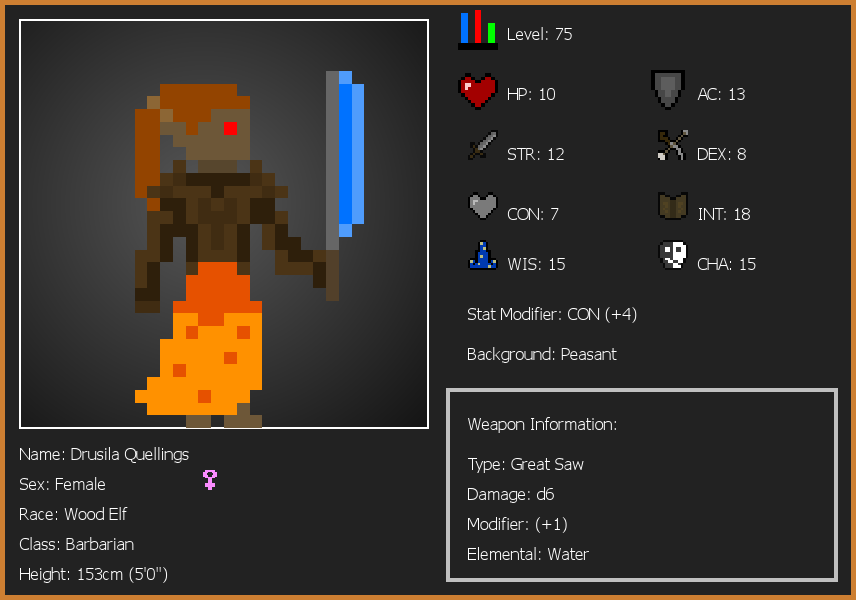 Level: 75
HP: 10
AC: 13
STR: 12
DEX: 8
CON: 7
INT: 18
WIS: 15
CHA: 15
Stat Modifier: CON (+4)
Background: Peasant
Weapon Information:
Type: Great Saw
Damage: d6
Modifier: (+1)
Elemental: Water
Name: Drusila Quellings
Sex: Female
Race: Wood Elf
Class: Barbarian
Height: 153cm (5'0")